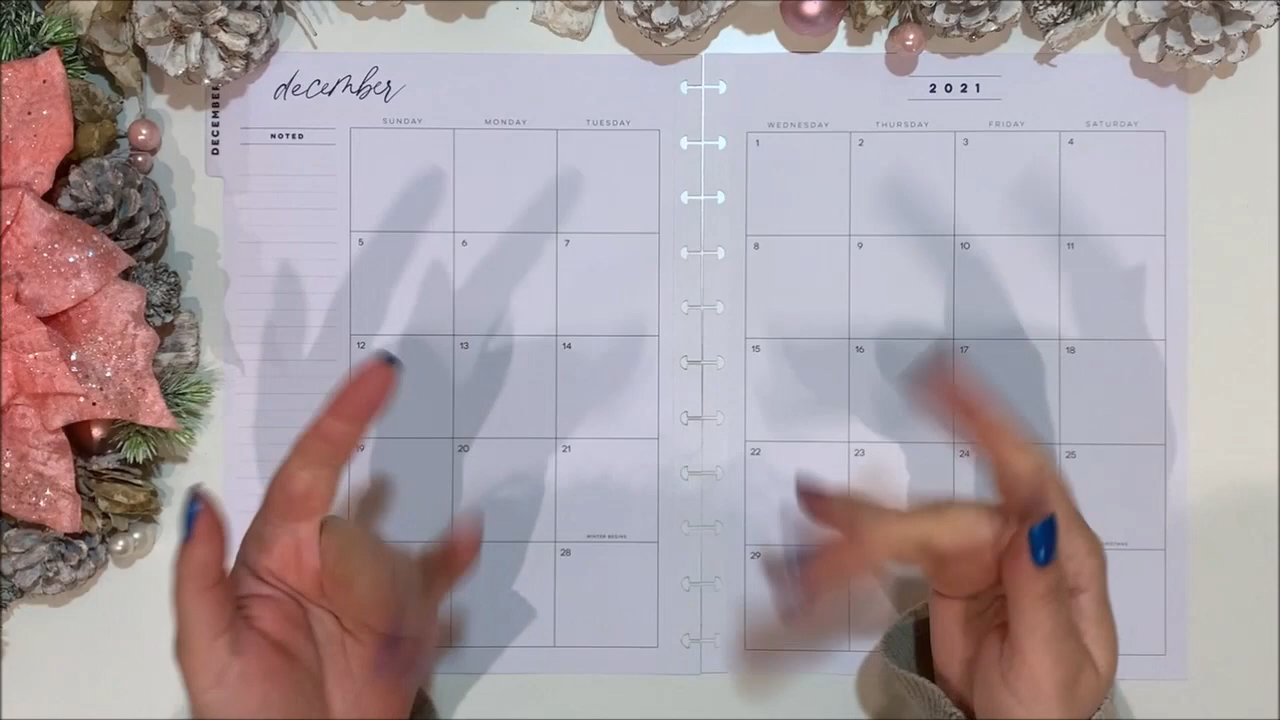 december
DECEMBER
2021
NOTED
SUNDAY MONDAY TUESDAY WEDNESDAY THURSDAY FRIDAY SATURDAY
1 2 3 4
5 6 7 8 9 10 11
12 13 14 15 16 17 18
19 20 21 22 23 24 25
WINTER BEGINS
28 29